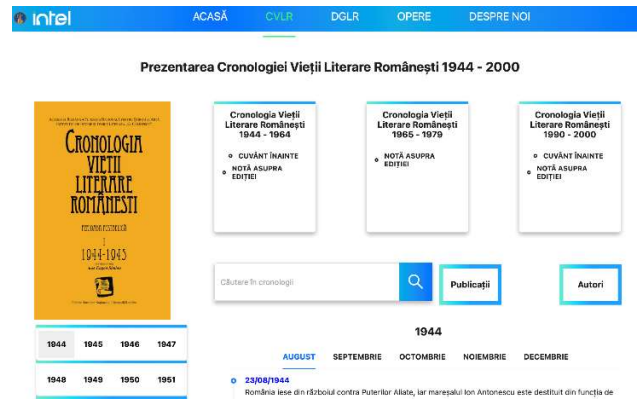 intel
ACASĂ CVLR DGLR OPERE DESPRE NOI
Prezentarea Cronologiei Vieții Literare Românești 1944 - 2000
CRONOLOGIA
VIEȚII
LITERARE
ROMÂNEȘTI
PERIOADA POSTBELICĂ
I
1944-1945
Cronologia Vieții
Literare Românești
1944 - 1964
CUVÂNT ÎNAINTE
NOTĂ ASUPRA
EDIȚIEI
Cronologia Vieții
Literare Românești
1965 - 1979
NOTĂ ASUPRA
EDIȚIEI
Cronologia Vieții
Literare Românești
1990 - 2000
CUVÂNT ÎNAINTE
NOTĂ ASUPRA
EDIȚIEI
Căutare în cronologii
Publicații
Autori
1944 1945 1946 1947
1948 1949 1950 1951
1944
AUGUST SEPTEMBRIE OCTOMBRIE NOIEMBRIE DECEMBRIE
23/08/1944
România iese din războiul contra Puterilor Aliate, iar mareșalul Ion Antonescu este destituit din funcția de